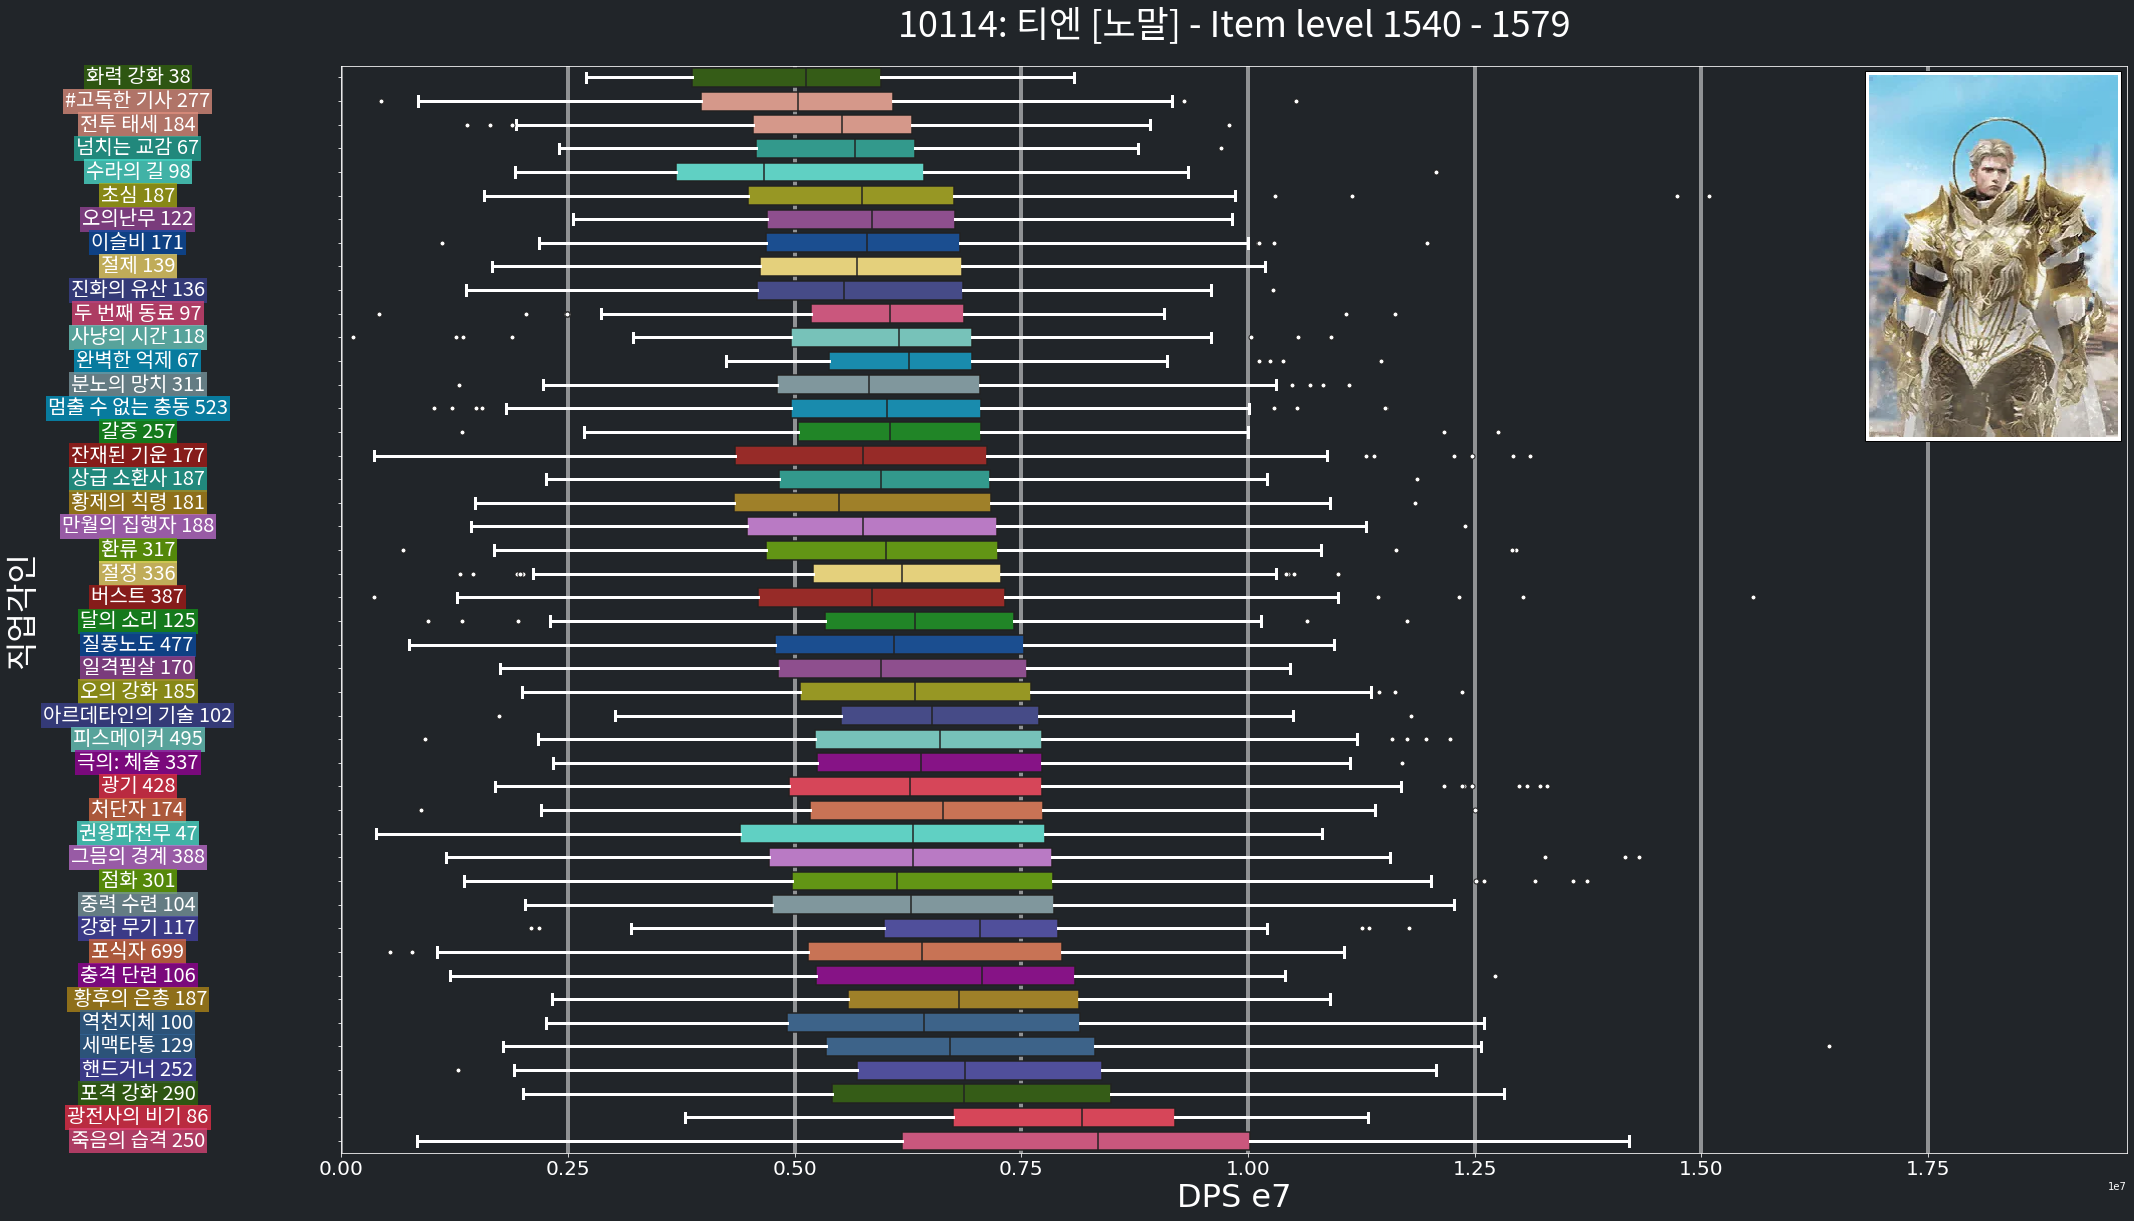 10114: 티엔 [노말] - Item level 1540 - 1579
화력 강화 38
#고독한 기사 277
전투 태세 184
넘치는 교감 67
수라의 길 98
초심 187
오의난무 122
이슬비 171
절제 139
진화의 유산 136
두 번째 동료 97
사냥의 시간 118
완벽한 억제 67
분노의 망치 311
멈출 수 없는 충동 523
갈증 257
잔재된 기운 177
상급 소환사 187
황제의 칙령 181
만월의 집행자 188
환류 317
절정 336
버스트 387
달의 소리 125
질풍노도 477
일격필살 170
오의 강화 185
아르데타인의 기술 102
피스메이커 495
극의: 체술 337
광기 428
처단자 174
권왕파천무 47
그믐의 경계 388
점화 301
중력 수련 104
강화 무기 117
포식자 699
충격 단련 106
황후의 은총 187
역천지체 100
세맥타통 129
핸드거너 252
포격 강화 290
광전사의 비기 86
죽음의 습격 250
직업각인
0.00 0.25 0.50 0.75 1.00 1.25 1.50 1.75
DPS e7
1e7